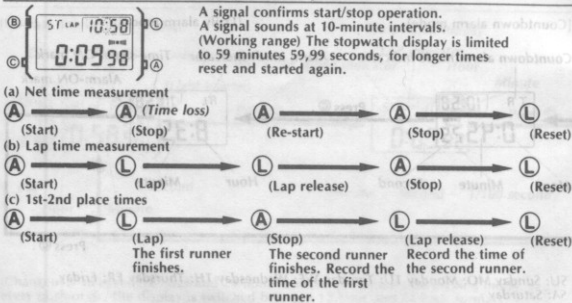 A signal confirms start/stop operation.
A signal sounds at 10-minute intervals.
(Working range) The stopwatch display is limited
to 59 minutes 59,99 seconds, for longer times
reset and started again.
B
ST LAP 10:58
L
0:09 98
C
A
(a) Net time measurement
A A (Time loss) A A L
(Start) (Stop) (Re-start) (Stop) (Reset)
(b) Lap time measurement
A L L A L
(Start) (Lap) (Lap release) (Stop) (Reset)
(c) 1st-2nd place times
A L A L L
(Start) (Lap) (Stop) (Lap release) (Reset)
The first runner The second runner Record the time of
finishes. finishes. Record the the second runner.
time of the first
runner.